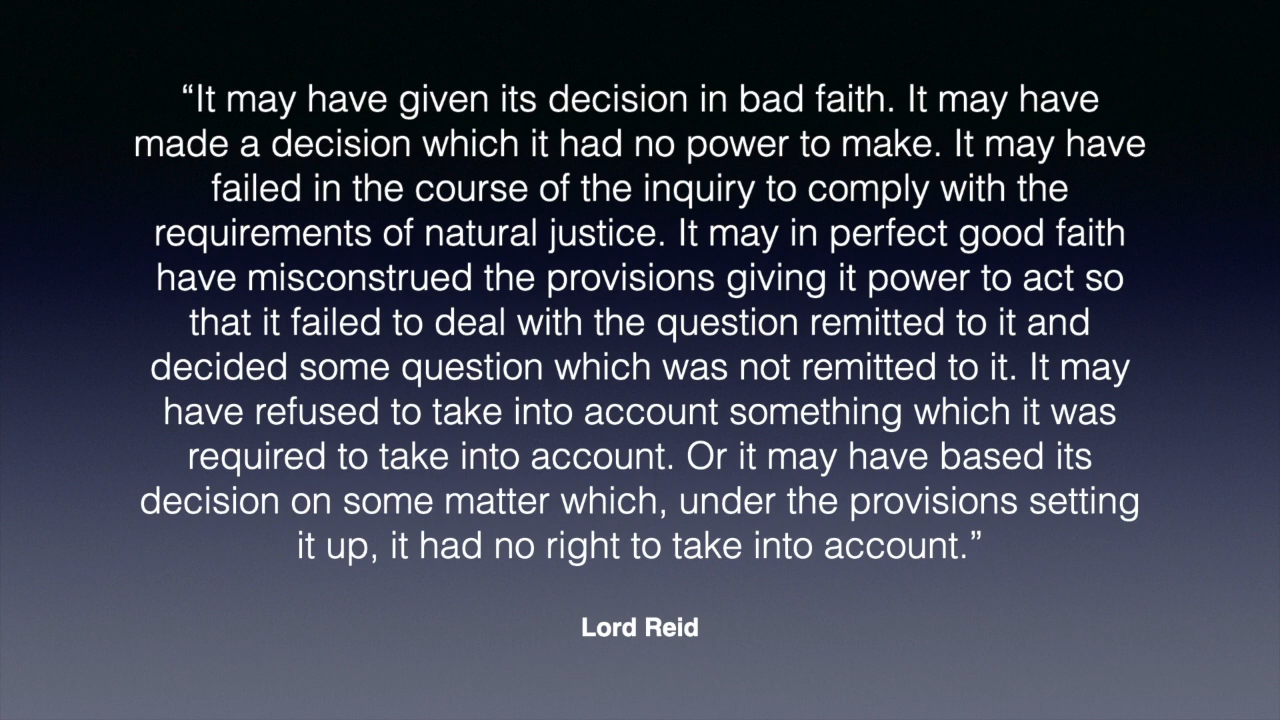 “It may have given its decision in bad faith. It may have
made a decision which it had no power to make. It may have
failed in the course of the inquiry to comply with the
requirements of natural justice. It may in perfect good faith
have misconstrued the provisions giving it power to act so
that it failed to deal with the question remitted to it and
decided some question which was not remitted to it. It may
have refused to take into account something which it was
required to take into account. Or it may have based its
decision on some matter which, under the provisions setting
it up, it had no right to take into account.”
Lord Reid